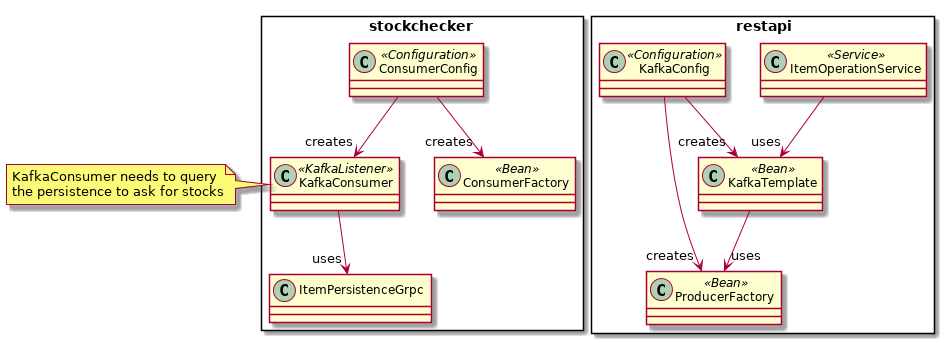 stockchecker
«Configuration»
ConsumerConfig
creates
creates
KafkaConsumer needs to query
the persistence to ask for stocks
C
«KafkaListener»
KafkaConsumer
C
«Bean»
ConsumerFactory
C
uses
C
ItemPersistenceGrpc
restapi
C
«Configuration»
KafkaConfig
C
«Service»
ItemOperationService
creates
uses
C
«Bean»
KafkaTemplate
creates
uses
C
«Bean»
ProducerFactory